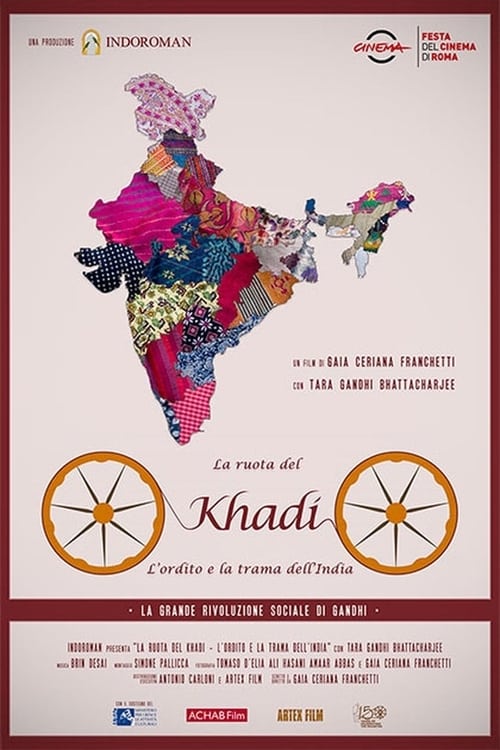 UNA PRODUZIONE INDOROMAN
CINEMA FESTA
DEL CINEMA
DI ROMA
UN FILM DI GAIA CERIANA FRANCHETTI
CON TARA GANDHI BHATTACHARJEE
La ruota del
Khadi
L'ordito e la trama dell'India
• LA GRANDE RIVOLUZIONE SOCIALE DI GANDHI •
INDOROMAN PRESENTA "LA RUOTA DEL KHADI - L'ORDITO E LA TRAMA DELL'INDIA" CON TARA GANDHI BHATTACHARJEE
MUSICA BRIN DESAI MONTAGGIO SIMONE PALLICCA FOTOGRAFIA TOMASO D'ELIA ALI HASANI AMAAR ABBAS E GAIA CERIANA FRANCHETTI
DISTRIBUZIONE ESECUTIVA ANTONIO CARLONI E ARTEX FILM SCRITTO E DIRETTO DA GAIA CERIANA FRANCHETTI
CON IL SOSTEGNO DEL
ACHAB Film
ARTEX FILM
150